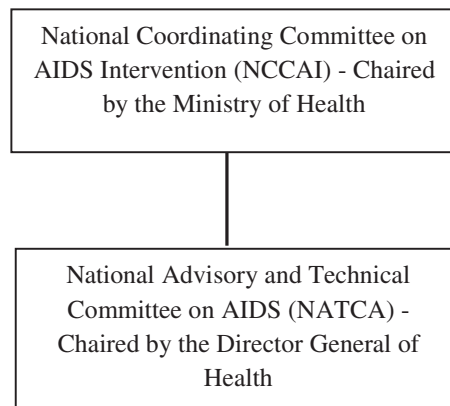 National Coordinating Committee on
AIDS Intervention (NCCAI) - Chaired
by the Ministry of Health
National Advisory and Technical
Committee on AIDS (NATCA) -
Chaired by the Director General of
Health